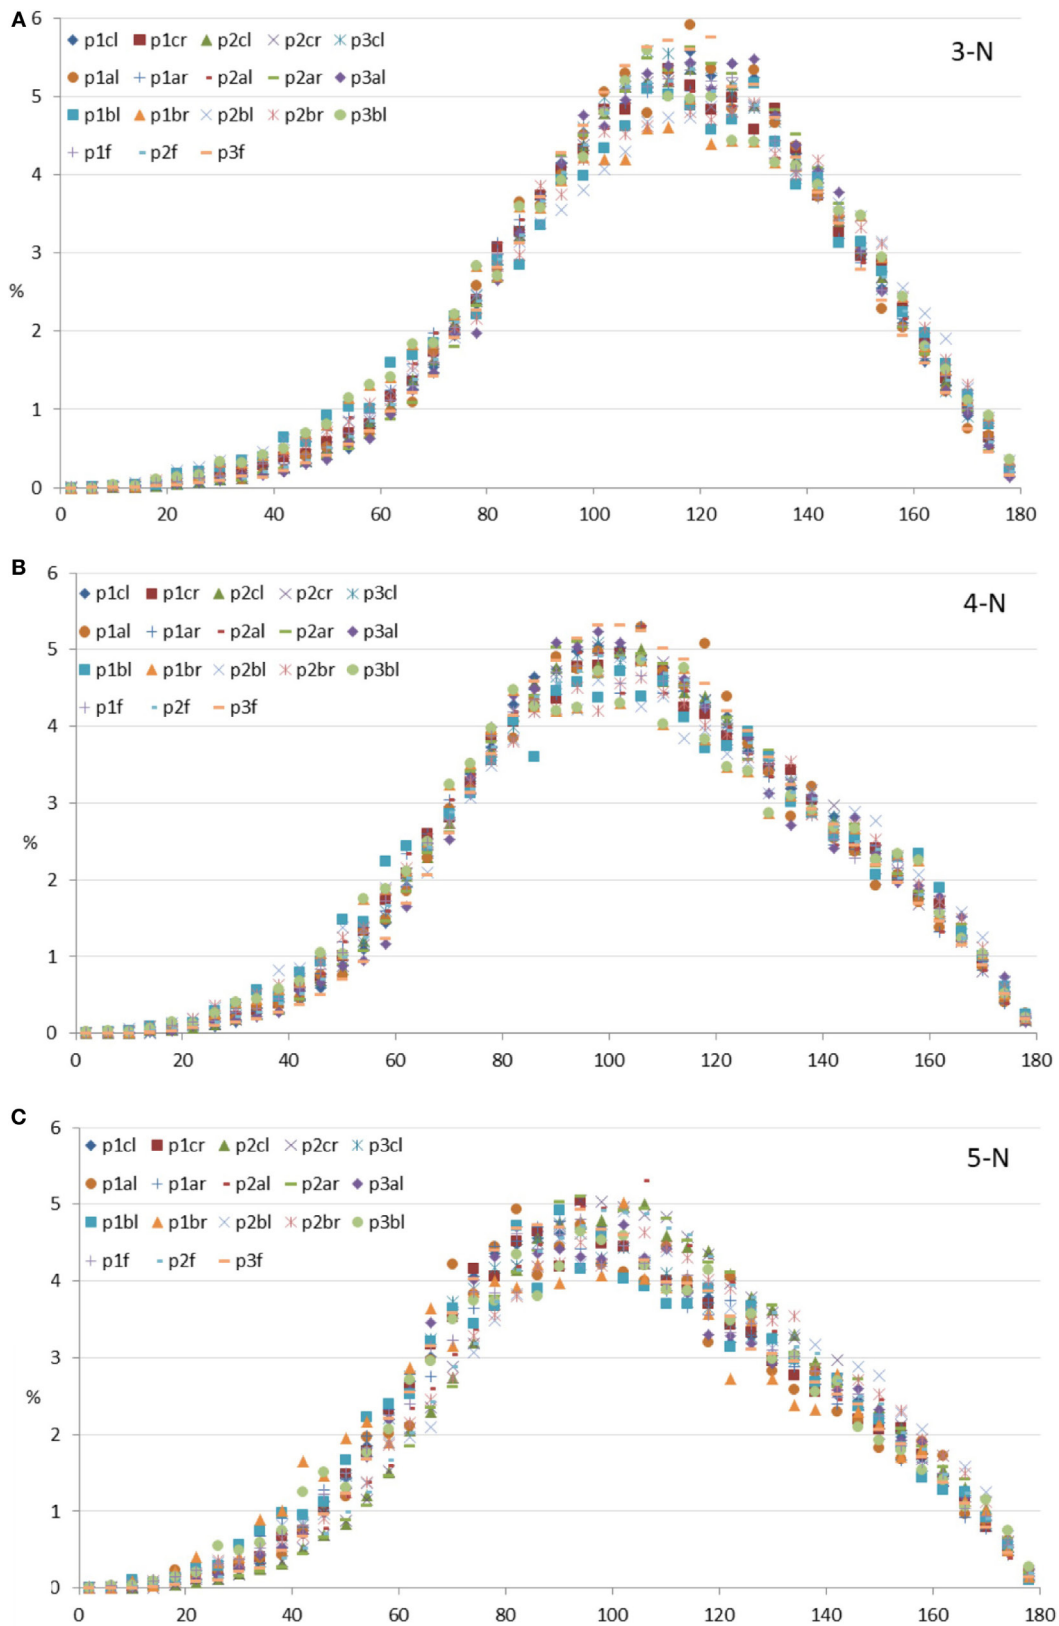 A
6
p1cl p1cr p2cl p2cr p3cl
3-N
p1al p1ar p2al p2ar p3al
5
p1bl p1br p2bl p2br p3bl
p1f p2f p3f
4
3
%
2
1
0
0 20 40 60 80 100 120 140 160 180
B
6
p1cl p1cr p2cl p2cr p3cl
4-N
p1al p1ar p2al p2ar p3al
5
p1bl p1br p2bl p2br p3bl
p1f p2f p3f
4
3
%
2
1
0
0 20 40 60 80 100 120 140 160 180
C
6
p1cl p1cr p2cl p2cr p3cl
5-N
p1al p1ar p2al p2ar p3al
5
p1bl p1br p2bl p2br p3bl
p1f p2f p3f
4
3
%
2
1
0
0 20 40 60 80 100 120 140 160 180